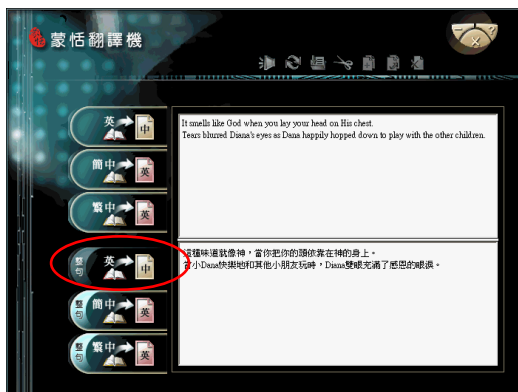 蒙恬翻譯機
英 中
簡中 英
繁中 英
整句 英 中
整句 簡中 英
整句 繁中 英
It smells like God when you lay your head on His chest.
Tears blurred Diana's eyes as Dana happily hopped down to play with the other children.
這種味道就像神，當你把你的頭依靠在神的身上。
當小Dana快樂地和其他小朋友玩時，Diana雙眼充滿了感恩的眼淚。